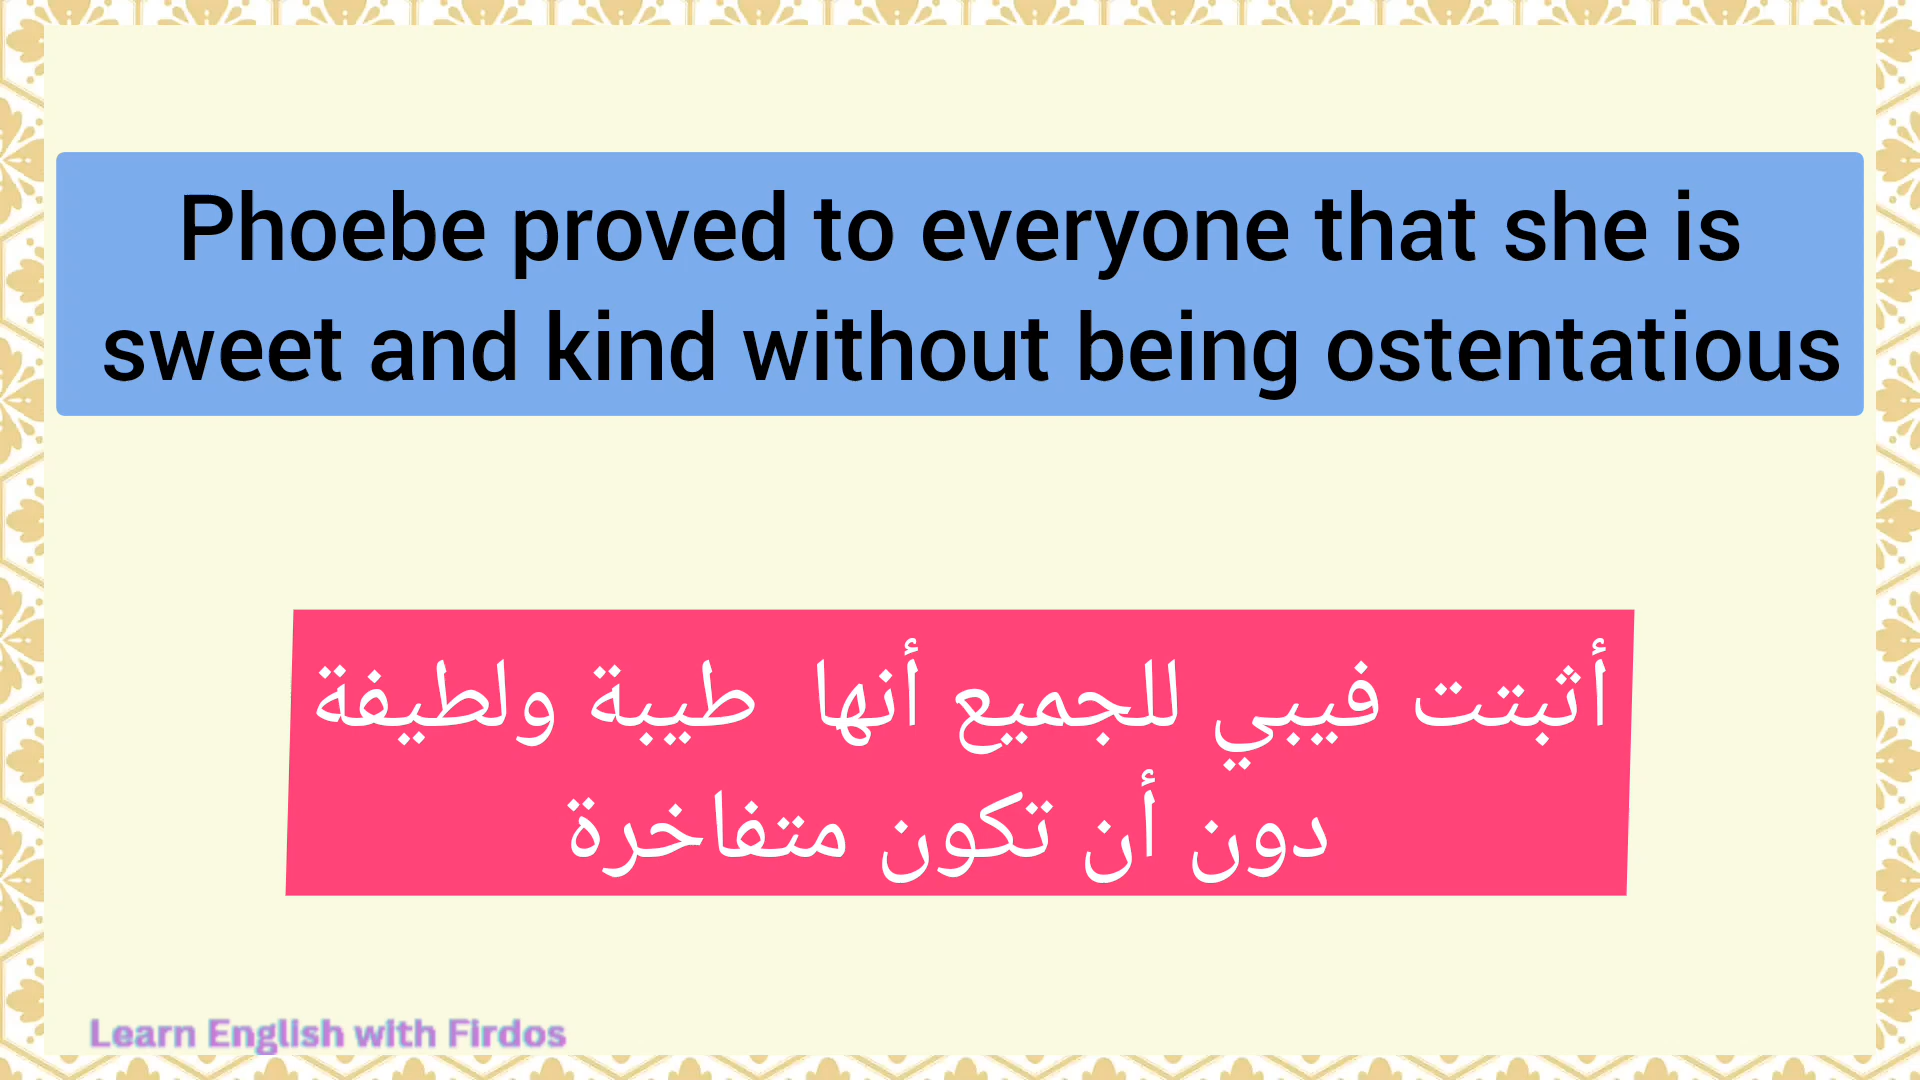 Phoebe proved to everyone that she is
sweet and kind without being ostentatious
أثبتت فيبي للجميع أنها طيبة ولطيفة
دون أن تكون متفاخرة
Learn English with Firdos